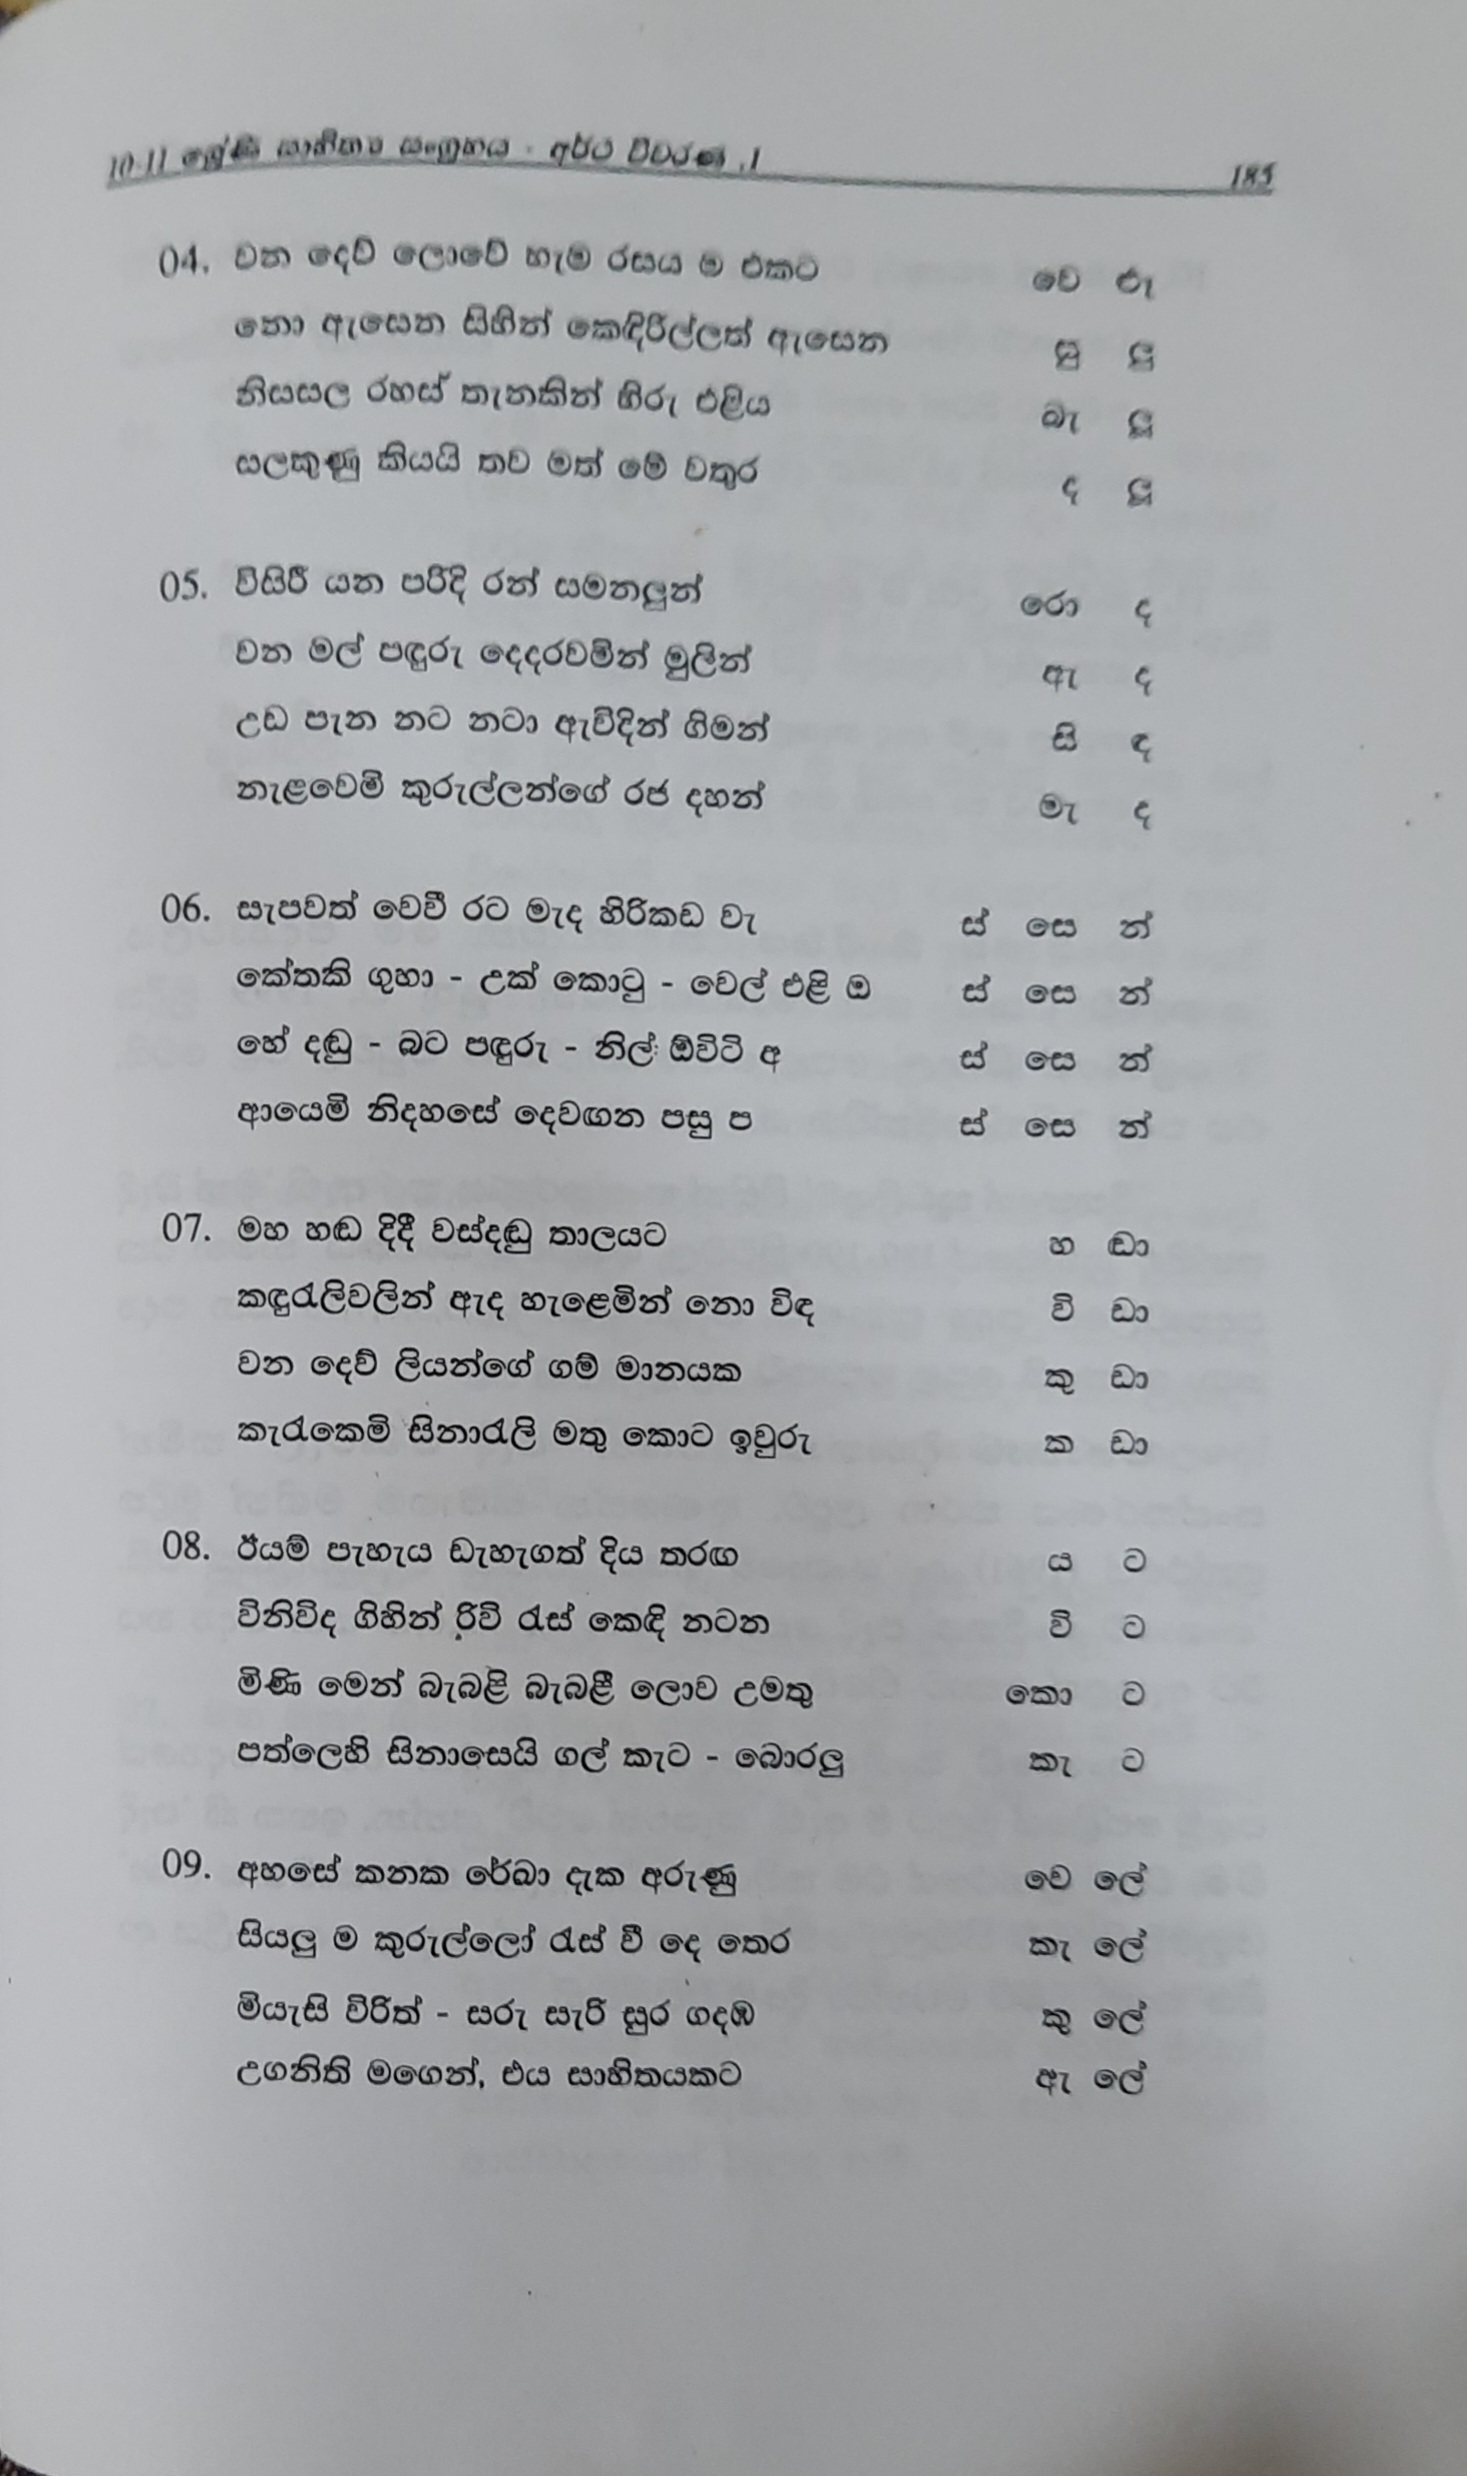 10-11 ශ්‍රේණි සාහිත්‍ය සංග්‍රහය - අර්ථ විවරණ .I 185
04. වන දෙව් ලොවේ හැම රසය ම එකට වෙ ළු
නො ඇසෙන සිහින් කෙඳිරිල්ලත් ඇසෙන සු ලු
නිසසල රහස් තැනකින් හිරු එළිය බැ ලූ
සලකුණු කියයි තව මත් මේ වතුර ද ලූ
05. විසිරී යන පරිදි රන් සමනලුන් රො ද
වන මල් පඳුරු දෙදරවමින් මුලින් ඇ ද
උඩ පැන නට නටා ඇවිදින් ගිමන් සි ඳ
නැළවෙමි කුරුල්ලන්ගේ රජ දහන් මැ ද
06. සැපවත් වෙවී රට මැද හිරිකඩ වැ ස් සෙ න්
කේතකි ගුහා - උක් කොටු - වෙල් එළි ඔ ස් සෙ න්
හේ දඬු - බට පඳුරු - නිල් ඕවිටි අ ස් සෙ න්
ආයෙමි නිදහසේ දෙවඟන පසු ප ස් සෙ න්
07. මහ හඬ දිදී වස්දඬු තාලයට හ ඬා
කඳුරැලිවලින් ඇද හැළෙමින් නො විඳ වි ඩා
වන දෙව් ලියන්ගේ ගම් මානයක කු ඩා
කැරැකෙමි සිනාරැලි මතු කොට ඉවුරු ක ඩා
08. ඊයම් පැහැය ඩැහැගත් දිය තරඟ ය ට
විනිවිද ගිහින් රිවි රැස් කෙඳි නටන වි ට
මිණි මෙන් බැබළි බැබළී ලොව උමතු කො ට
පත්ලෙහි සිනාසෙයි ගල් කැට - බොරලු කැ ට
09. අහසේ කනක රේඛා දැක අරුණු වෙ ලේ
සියලු ම කුරුල්ලෝ රැස් වී දෙ තෙර කැ ලේ
මියැසි විරිත් - සරු සැරි සුර ගදඹ කු ලේ
උගනිති මගෙන්, එය සාහිතයකට ඇ ලේ